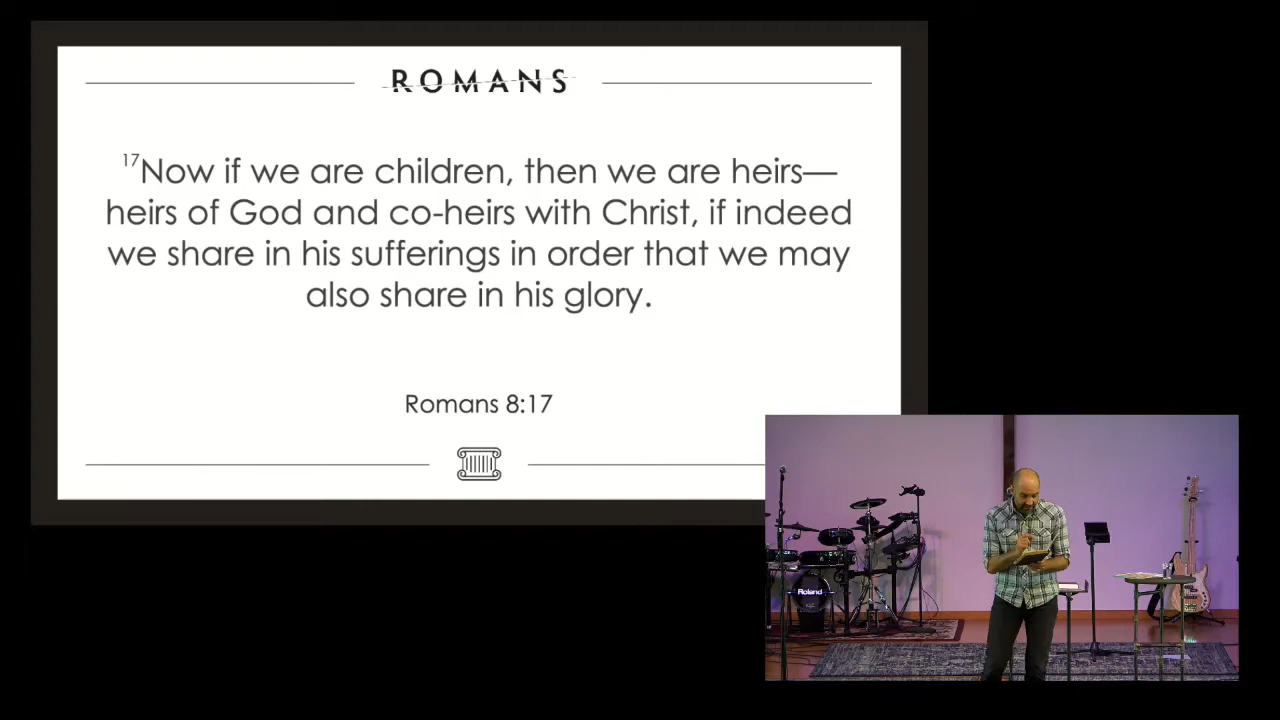 ROMANS
17Now if we are children, then we are heirs—
heirs of God and co-heirs with Christ, if indeed
we share in his sufferings in order that we may
also share in his glory.
Romans 8:17
Roland